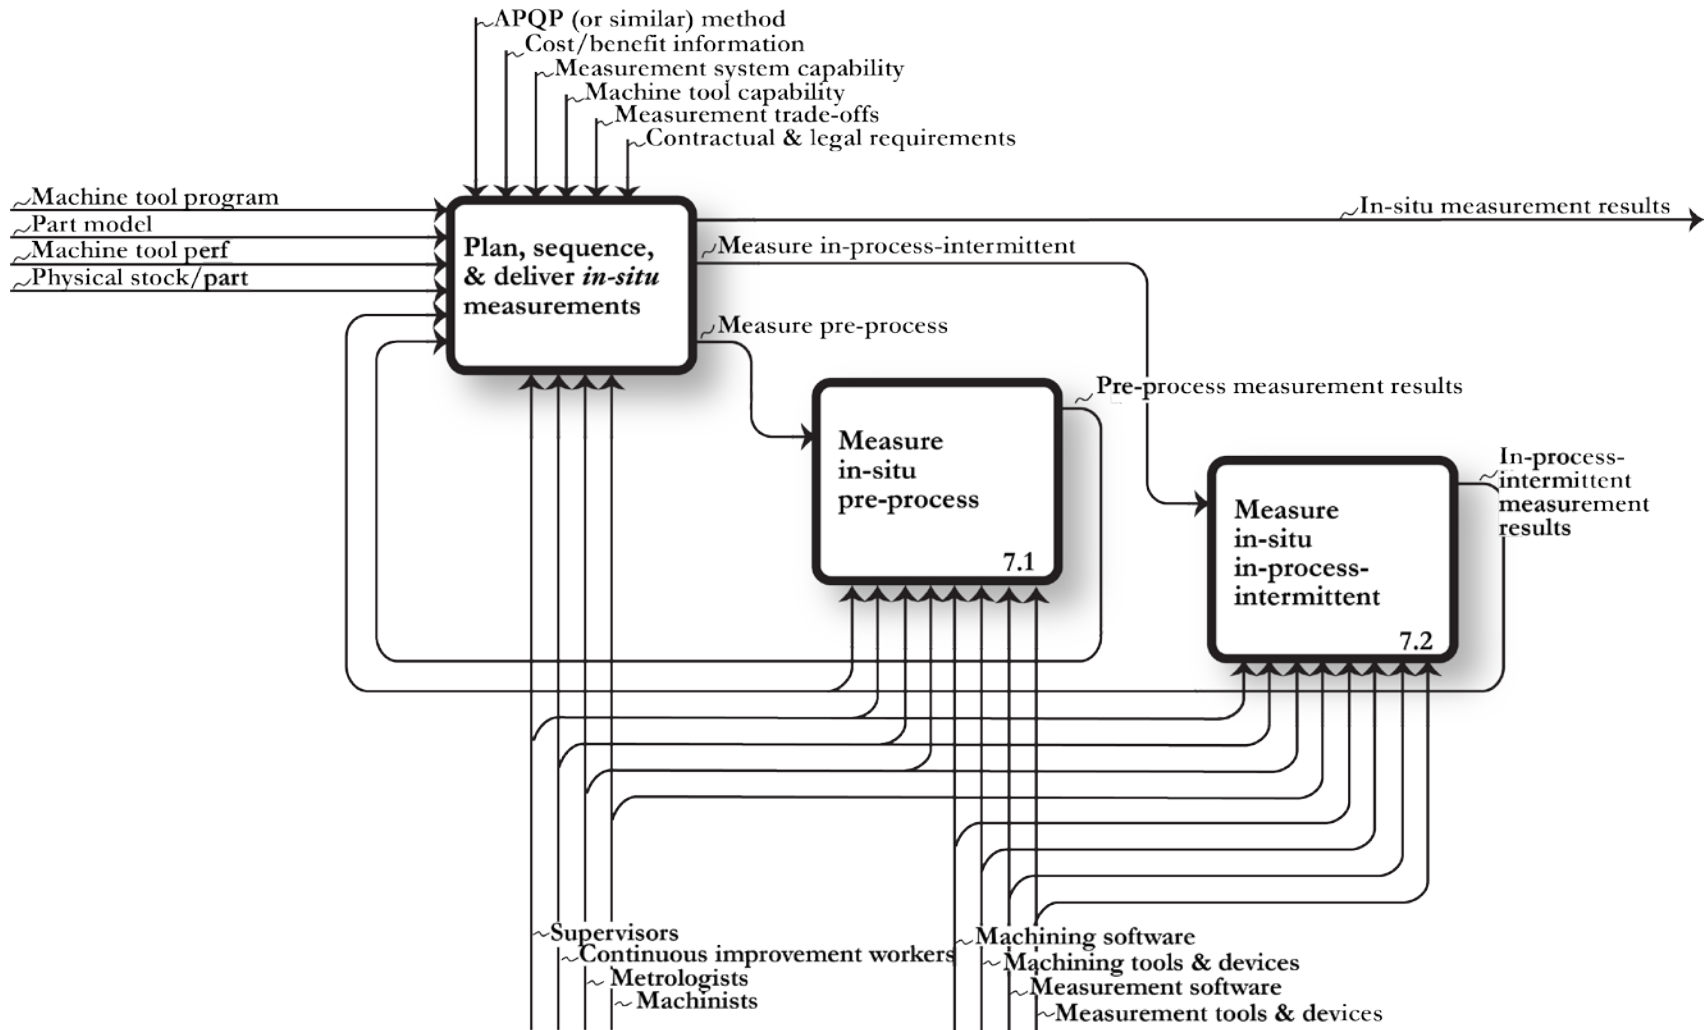 APQP (or similar) method
Cost/benefit information
Measurement system capability
Machine tool capability
Measurement trade-offs
Contractual & legal requirements
Machine tool program
Part model
Machine tool perf
Physical stock/part
Plan, sequence,
& deliver in-situ
measurements
In-situ measurement results
Measure in-process-intermittent
Measure pre-process
Pre-process measurement results
Measure
in-situ
pre-process
7.1
In-process-
intermittent
measurement
results
Measure
in-situ
in-process-
intermittent
7.2
Supervisors
Continuous improvement workers
Metrologists
Machinists
Machining software
Machining tools & devices
Measurement software
Measurement tools & devices